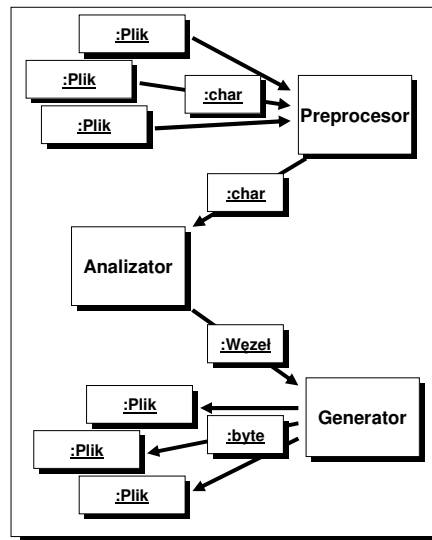 :Plik
:Plik
:char
:Plik
Preprocesor
:char
Analizator
:Węzeł
:Plik
Generator
:byte
:Plik
:Plik